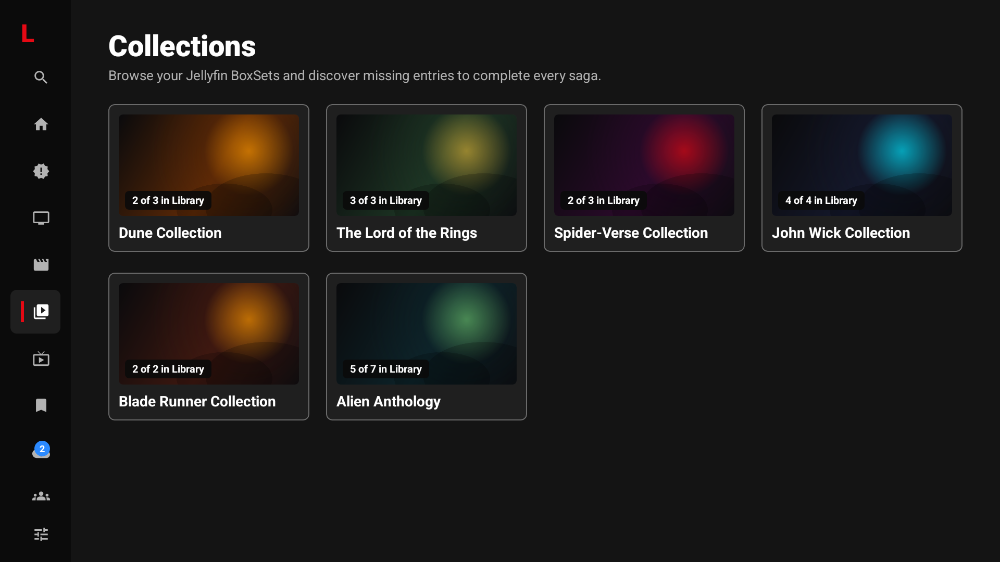 L
Collections
Browse your Jellyfin BoxSets and discover missing entries to complete every saga.
2 of 3 in Library
Dune Collection
3 of 3 in Library
The Lord of the Rings
2 of 3 in Library
Spider-Verse Collection
4 of 4 in Library
John Wick Collection
2 of 2 in Library
Blade Runner Collection
5 of 7 in Library
Alien Anthology
2